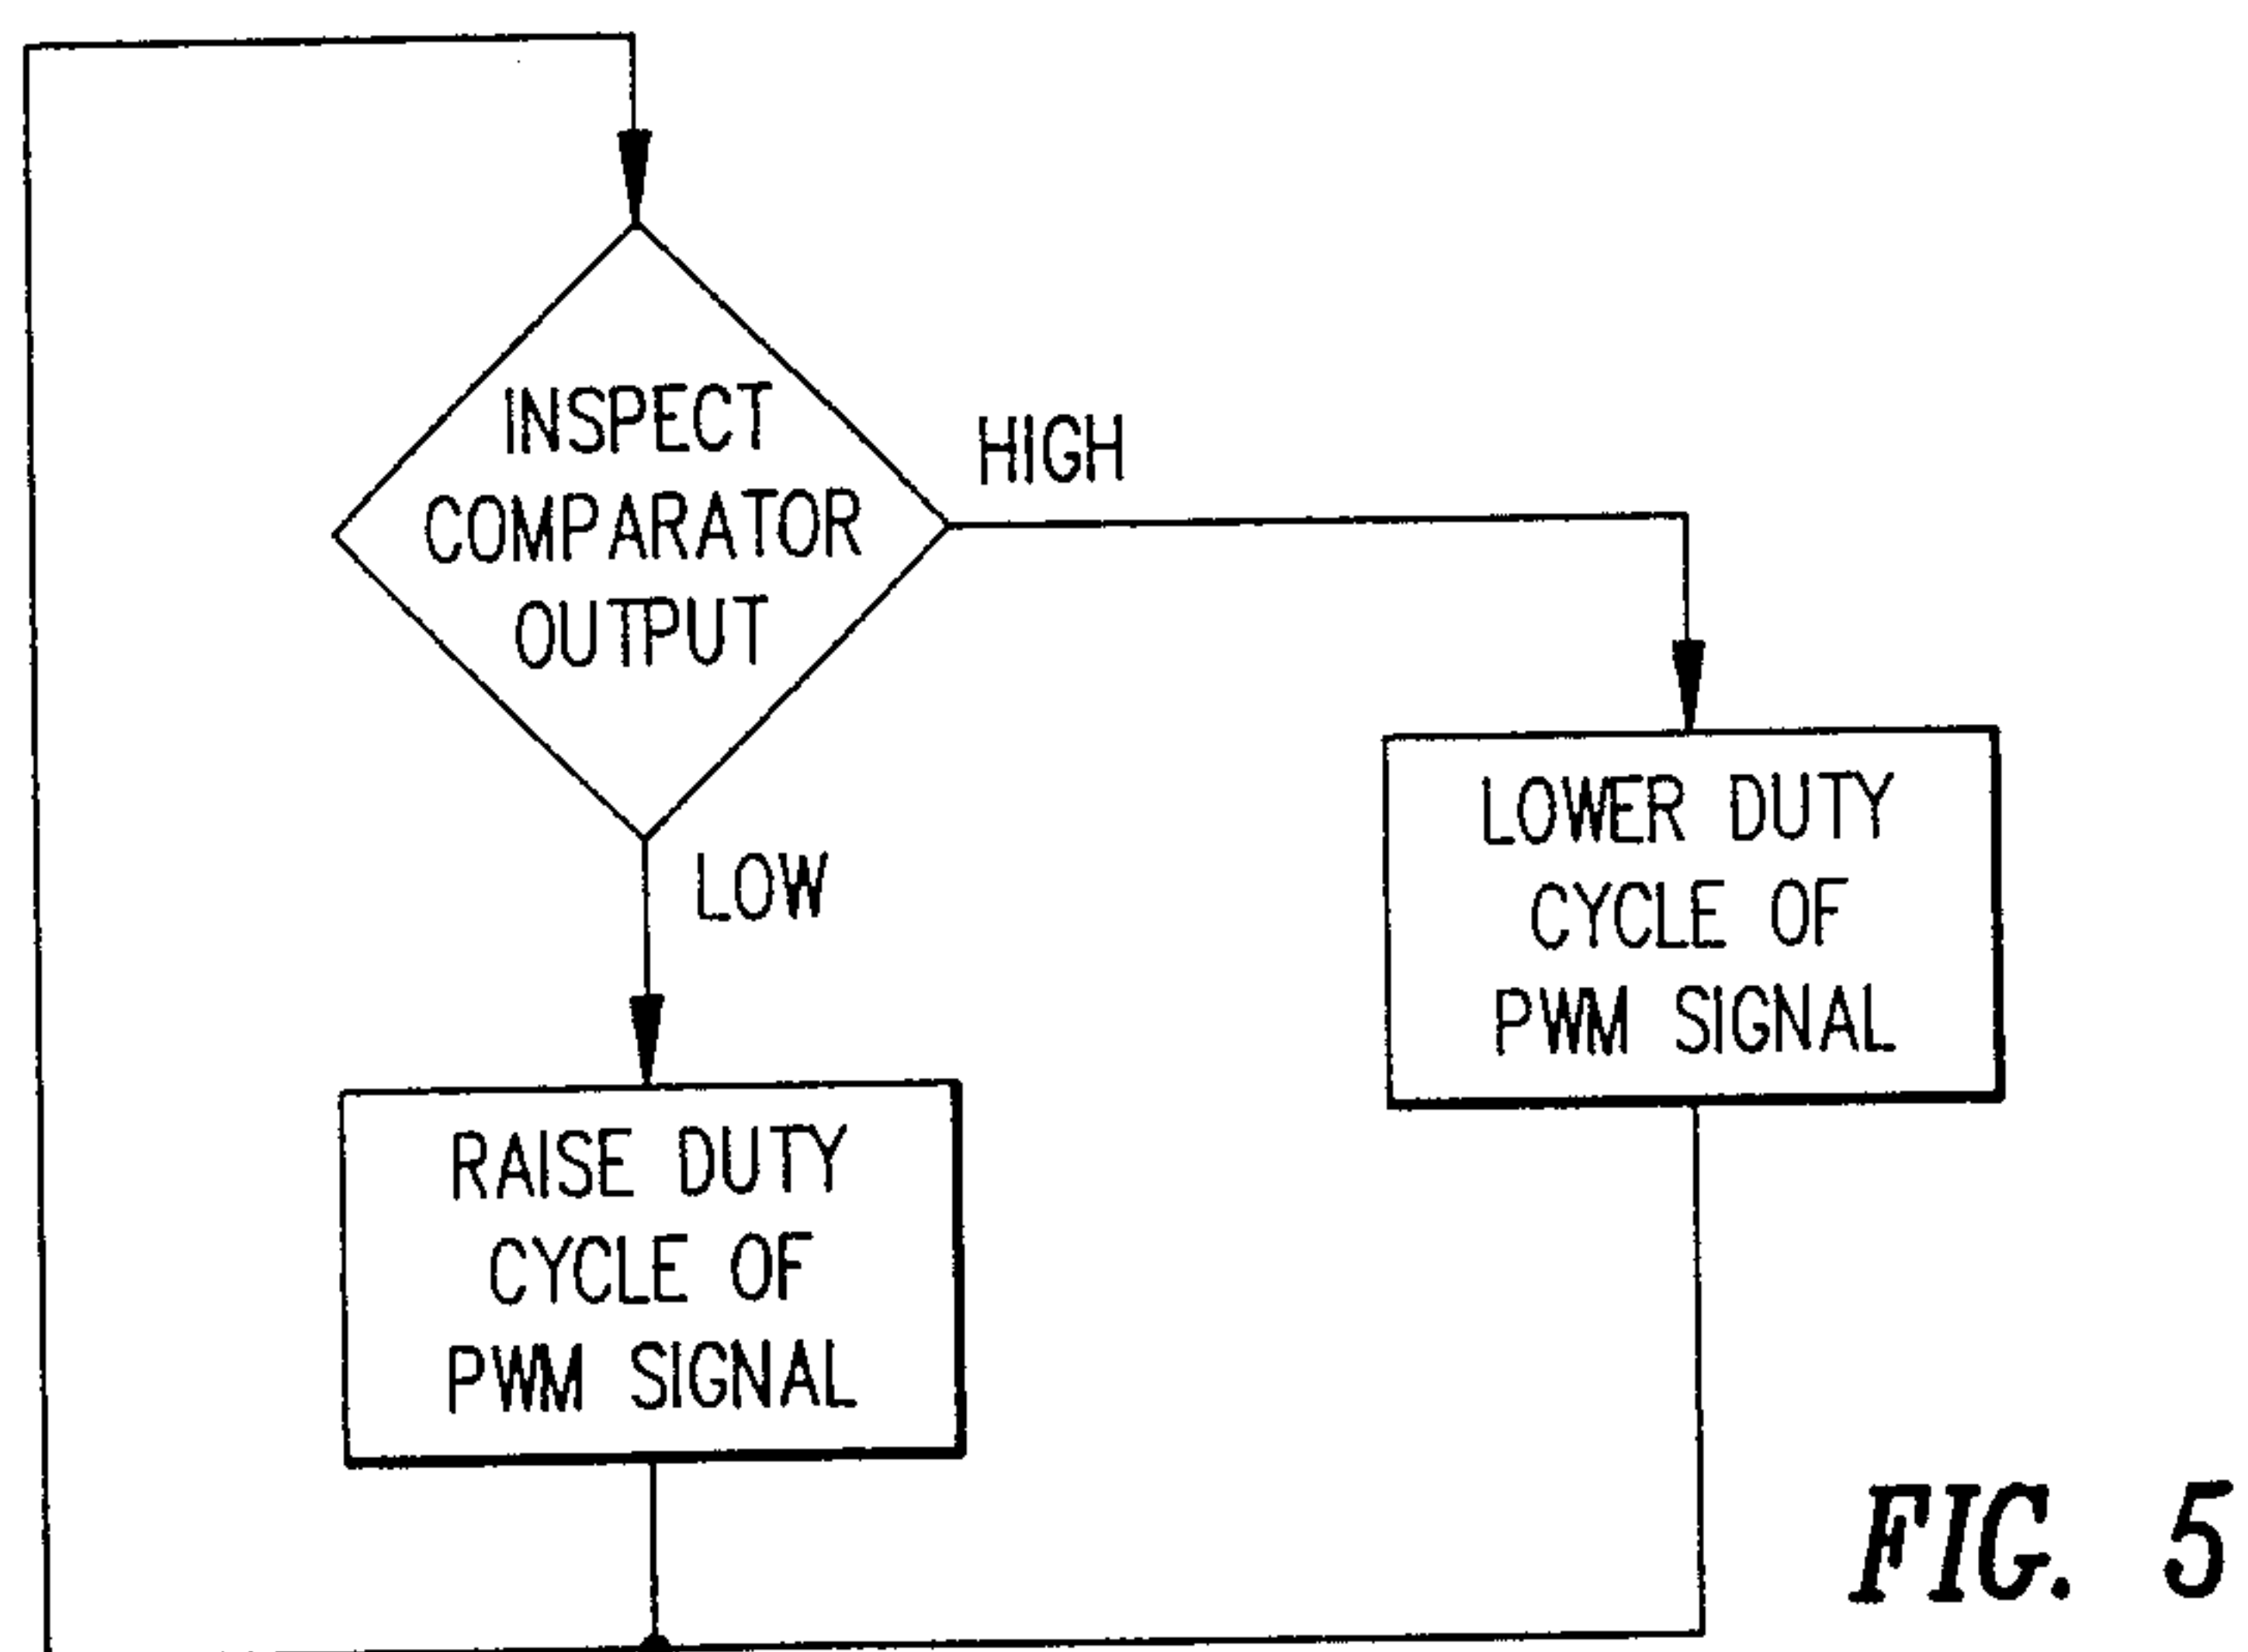 INSPECT
COMPARATOR
OUTPUT
HIGH
LOW
LOWER DUTY
CYCLE OF
PWM SIGNAL
RAISE DUTY
CYCLE OF
PWM SIGNAL
FIG. 5